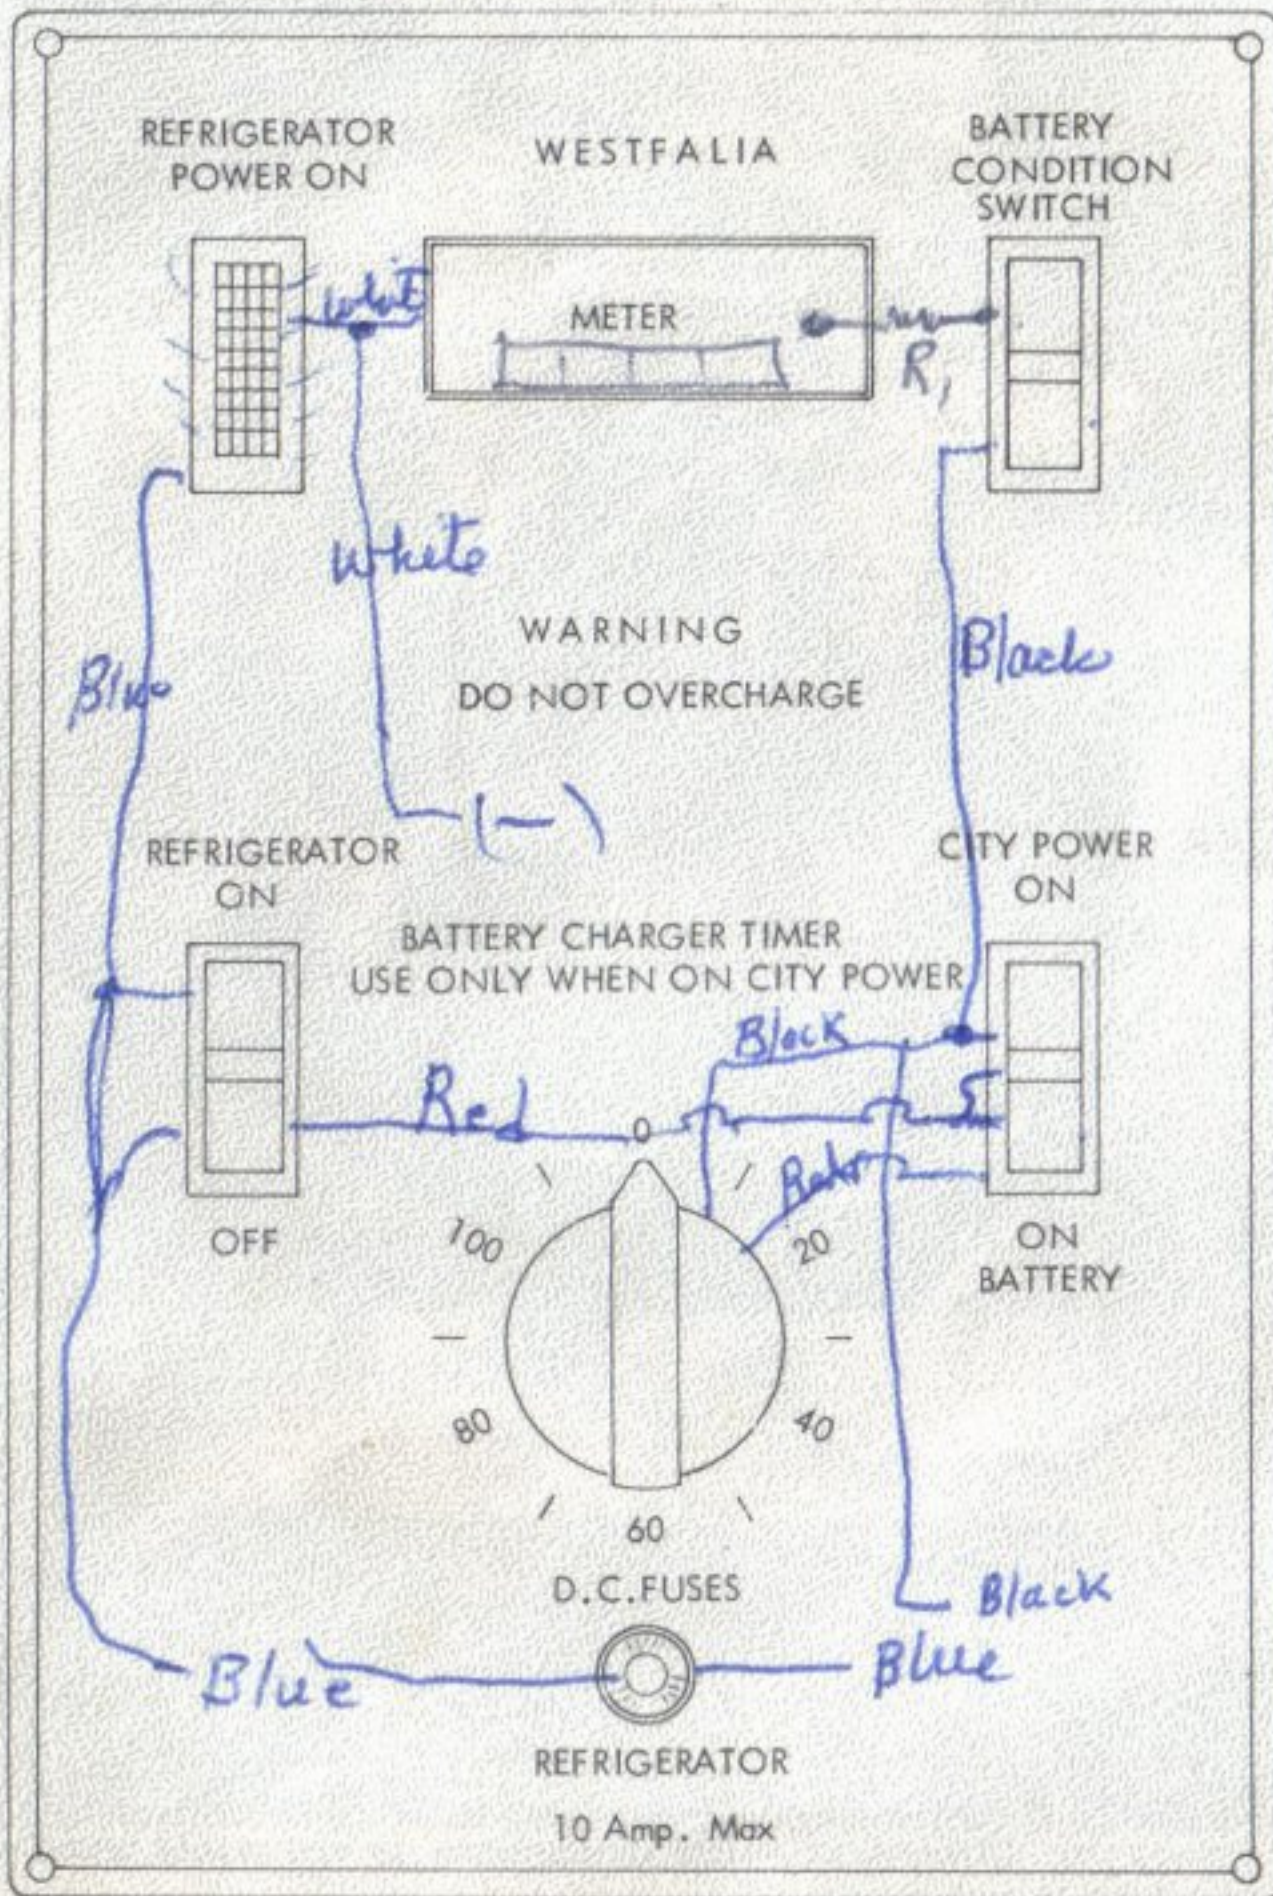 REFRIGERATOR
POWER ON
WESTFALIA
BATTERY
CONDITION
SWITCH
White
METER
R,
White
WARNING
DO NOT OVERCHARGE
Blue
Black
(—)
REFRIGERATOR
ON
CITY POWER
ON
BATTERY CHARGER TIMER
USE ONLY WHEN ON CITY POWER
Black
Red
0
OFF
100
20
ON
BATTERY
80
40
60
D.C.FUSES
Black
Blue
Blue
REFRIGERATOR
10 Amp. Max